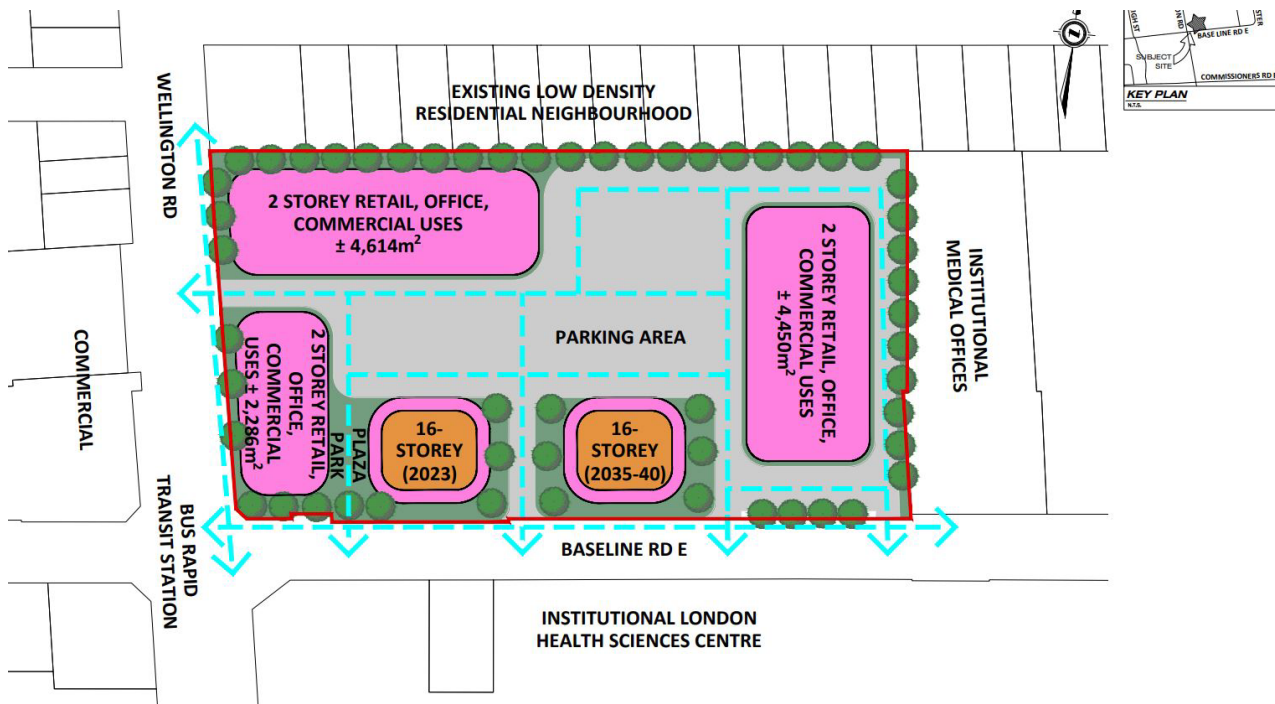 EXISTING LOW DENSITY
RESIDENTIAL NEIGHBOURHOOD
WELLINGTON RD
2 STOREY RETAIL, OFFICE,
COMMERCIAL USES
± 4,614m²
2 STOREY RETAIL, OFFICE,
COMMERCIAL USES
± 4,450m²
INSTITUTIONAL
MEDICAL OFFICES
COMMERCIAL
2 STOREY RETAIL,
OFFICE,
COMMERCIAL
USES ± 2,286m²
PARKING AREA
PLAZA
PARK
16-
STOREY
(2023)
16-
STOREY
(2035-40)
BUS RAPID
TRANSIT STATION
BASELINE RD E
INSTITUTIONAL LONDON
HEALTH SCIENCES CENTRE
BASE LINE RD E
SUBJECT
SITE
COMMISSIONERS RD E
KEY PLAN
N.T.S.